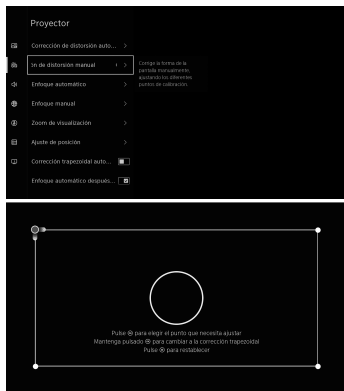 Proyector
Corrección de distorsión auto...
ón de distorsión manual
Corrige la forma de la
pantalla manualmente,
ajustando los diferentes
puntos de calibración.
Enfoque automático
Enfoque manual
Zoom de visualización
Ajuste de posición
Corrección trapezoidal auto...
Enfoque automático después...
Pulse para elegir el punto que necesita ajustar
Mantenga pulsado para cambiar a la corrección trapezoidal
Pulse para restablecer